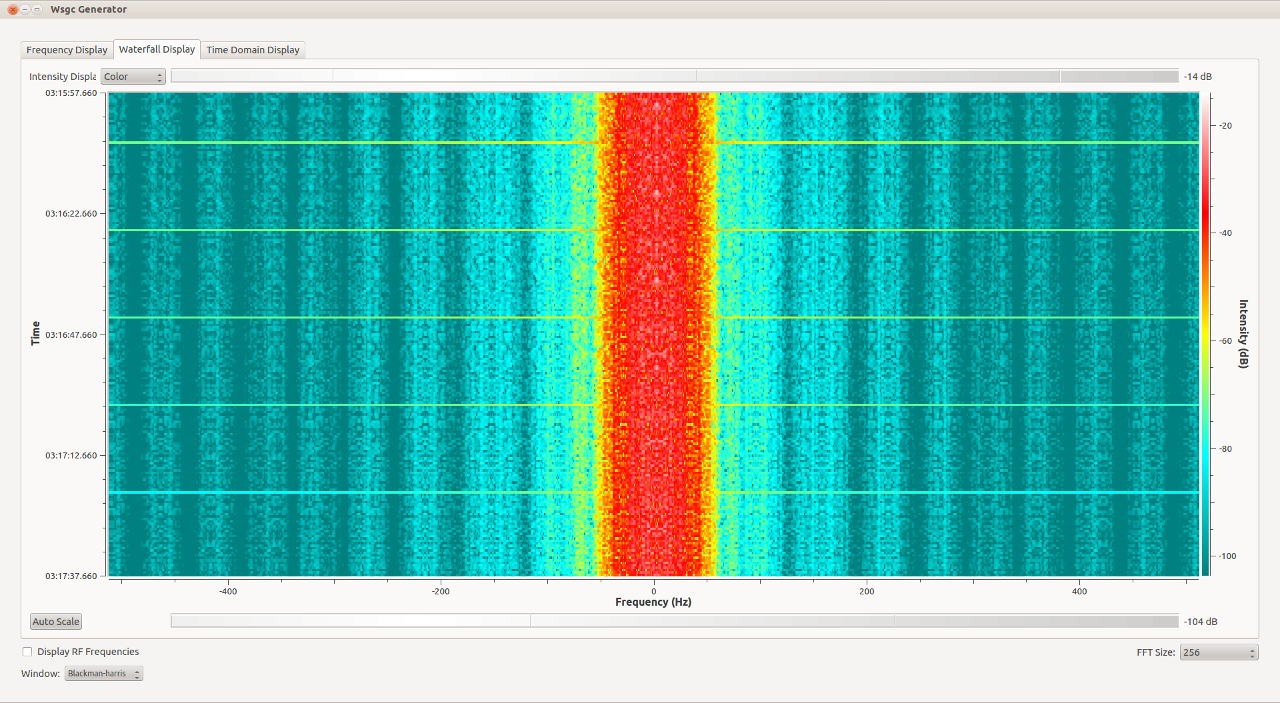 Wsgc Generator
Frequency Display Waterfall Display Time Domain Display
Intensity Displa Color -14 dB
03:15:57.660
03:16:22.660
03:16:47.660
03:17:12.660
03:17:37.660
Time
-20
-40
-60
-80
-100
Intensity (dB)
-400 -200 0 200 400
Frequency (Hz)
Auto Scale -104 dB
Display RF Frequencies FFT Size: 256
Window: Blackman-harris